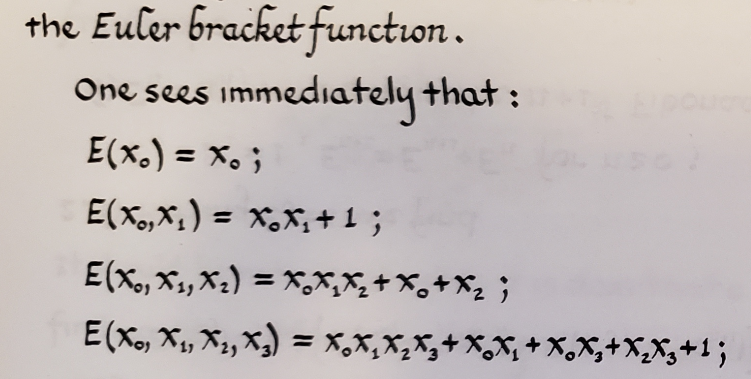 the Euler bracket function.
One sees immediately that :
E(x₀) = x₀ ;
E(x₀,x₁) = x₀x₁ + 1 ;
E(x₀, x₁, x₂) = x₀x₁x₂ + x₀ + x₂ ;
E(x₀, x₁, x₂, x₃) = x₀x₁x₂x₃ + x₀x₁ + x₀x₃ + x₂x₃ + 1 ;